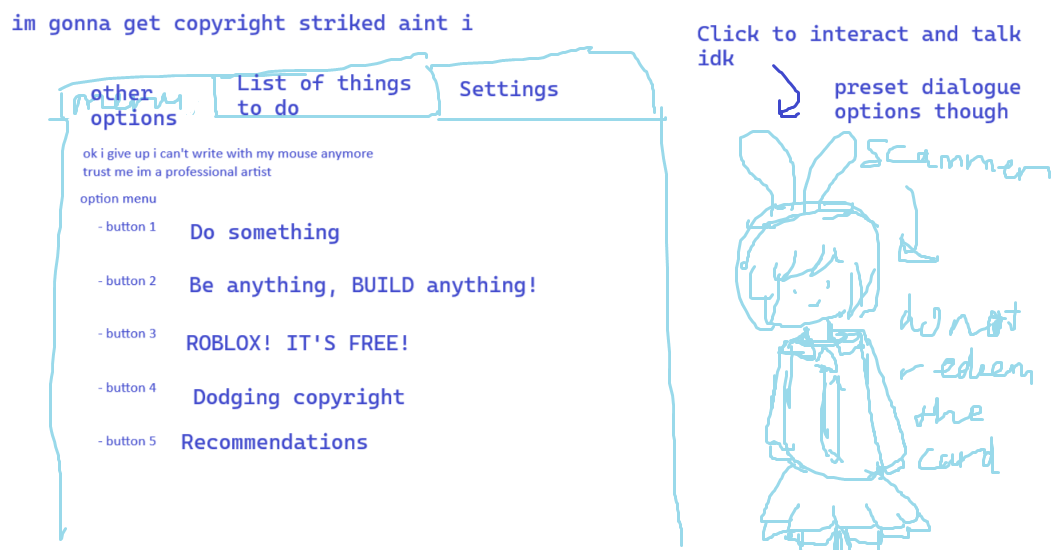 im gonna get copyright striked aint i
Click to interact and talk
idk
preset dialogue
options though
other
options
menu
List of things
to do
Settings
ok i give up i can't write with my mouse anymore
trust me im a professional artist
option menu
- button 1 Do something
- button 2 Be anything, BUILD anything!
- button 3 ROBLOX! IT'S FREE!
- button 4 Dodging copyright
- button 5 Recommendations
scammer
do not
redeem
the
card